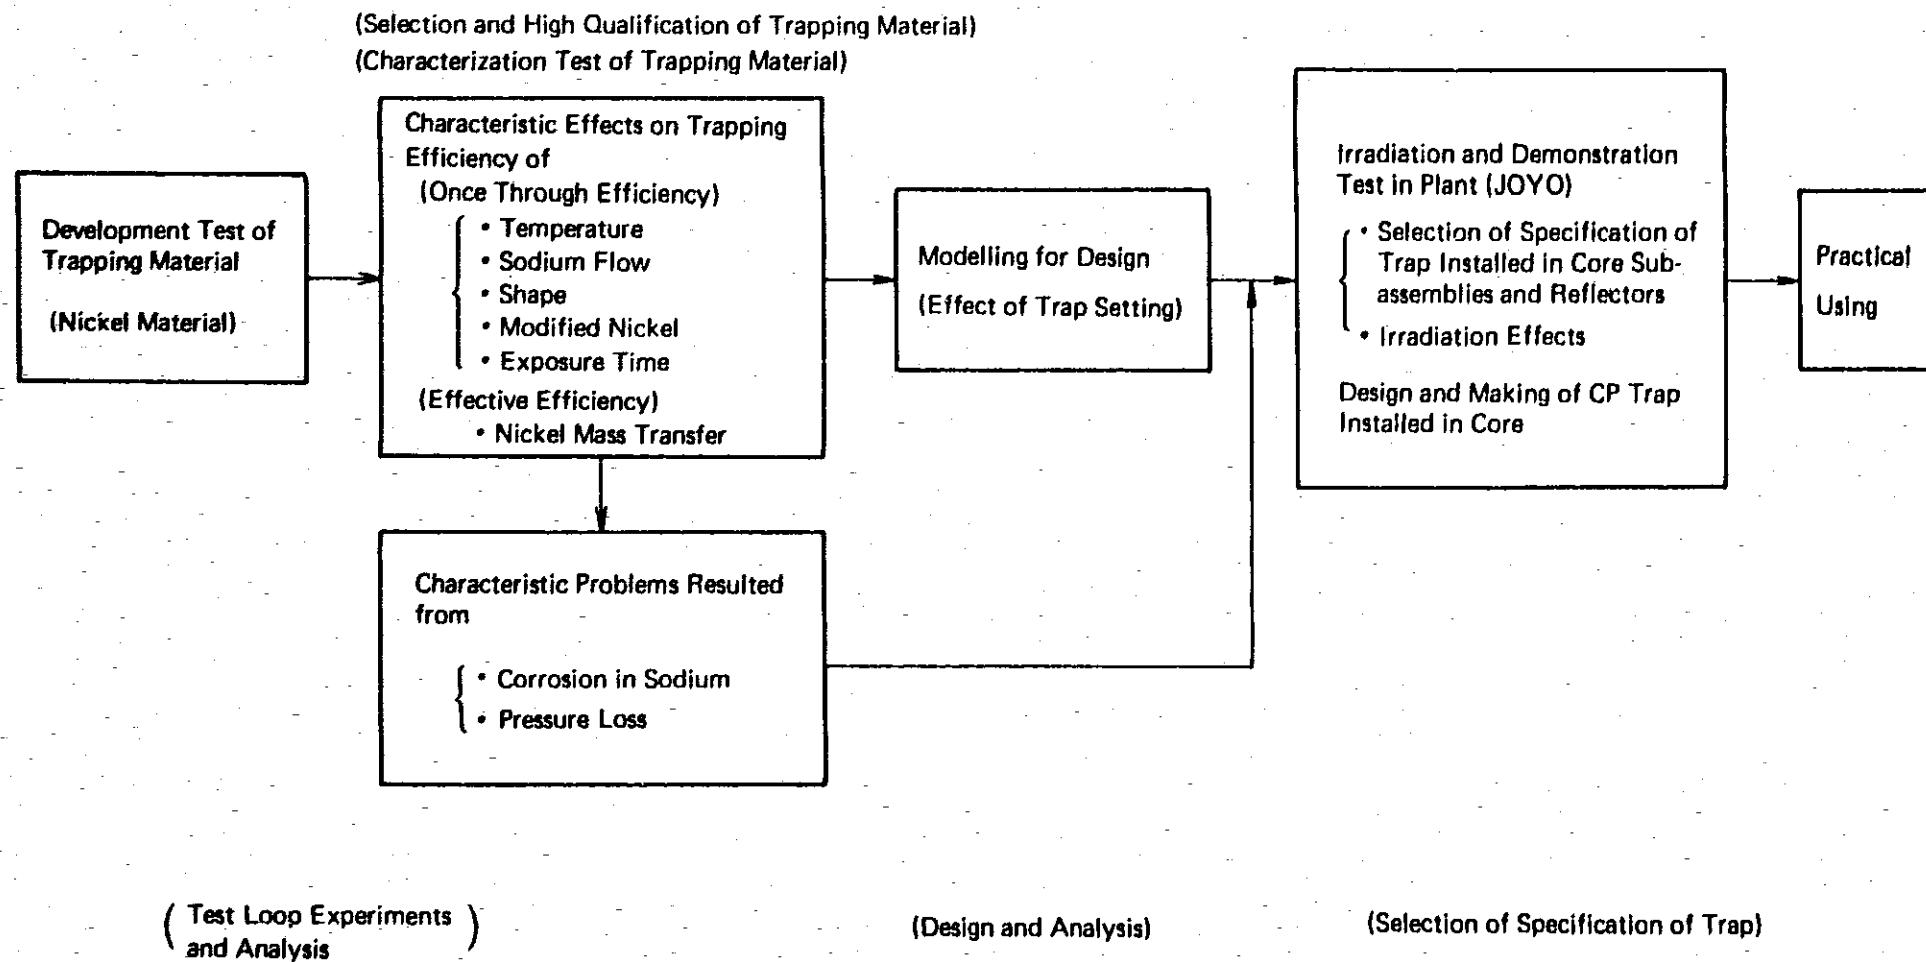 (Selection and High Qualification of Trapping Material)
(Characterization Test of Trapping Material)
Development Test of
Trapping Material
(Nickel Material)
Characteristic Effects on Trapping
Efficiency of
(Once Through Efficiency)
• Temperature
• Sodium Flow
• Shape
• Modified Nickel
• Exposure Time
(Effective Efficiency)
• Nickel Mass Transfer
Characteristic Problems Resulted
from
• Corrosion in Sodium
• Pressure Loss
Modelling for Design
(Effect of Trap Setting)
Irradiation and Demonstration
Test in Plant (JOYO)
• Selection of Specification of
Trap Installed in Core Sub-
assemblies and Reflectors
• Irradiation Effects
Design and Making of CP Trap
Installed in Core
Practical
Using
(Test Loop Experiments
and Analysis)
(Design and Analysis)
(Selection of Specification of Trap)